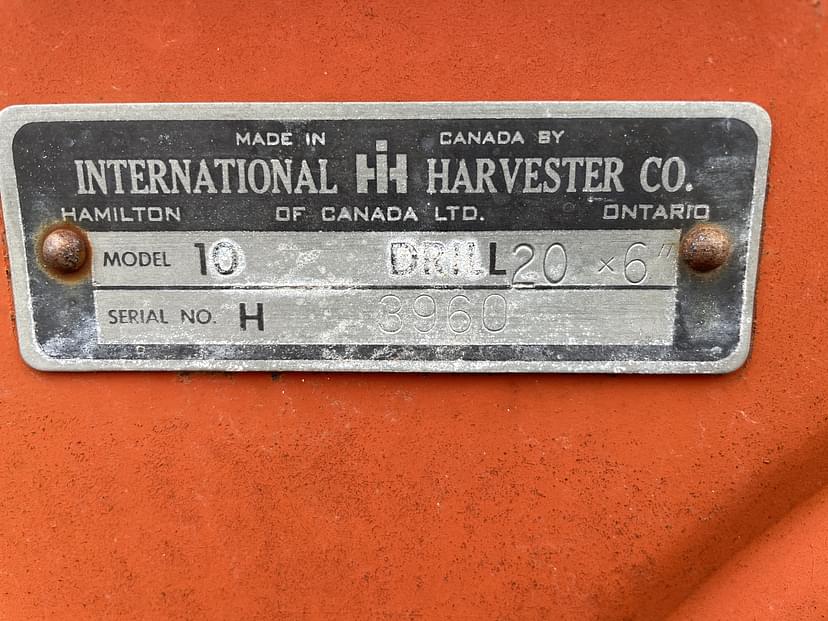 MADE IN CANADA BY
INTERNATIONAL IH HARVESTER CO.
HAMILTON OF CANADA LTD. ONTARIO
MODEL 10 DRILL 20 × 6"
SERIAL NO. H 3960